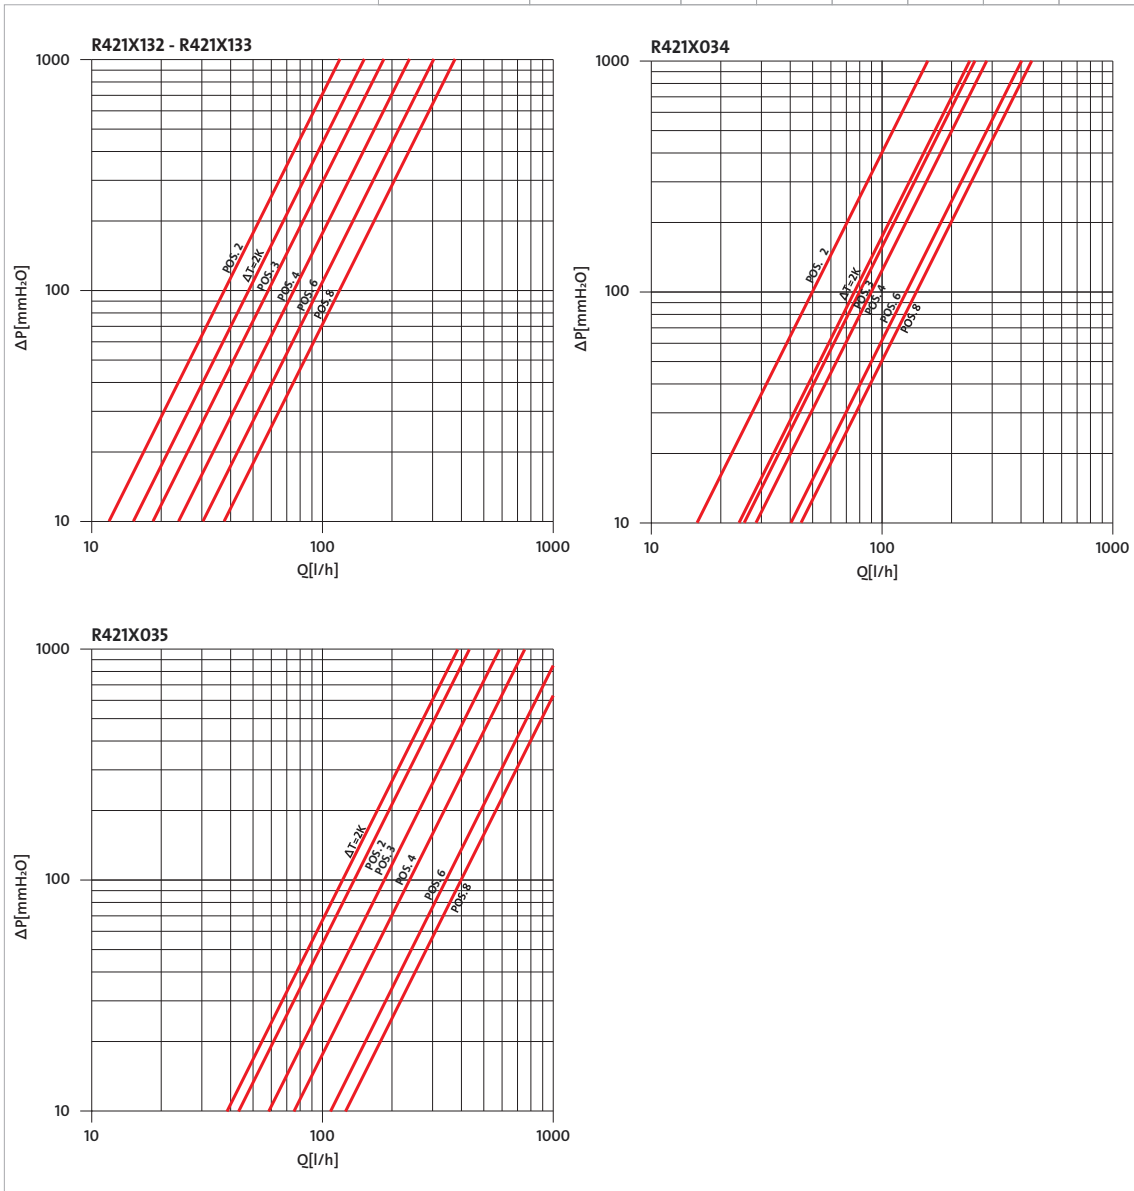 R421X132 - R421X133
1000
100
10
ΔP[mmH₂O]
POS. 2
ΔT=2K
POS. 3
POS. 4
POS. 6
POS.8
10
100
1000
Q[l/h]
R421X034
1000
100
10
ΔP[mmH₂O]
POS. 2
ΔT=2K
POS. 3
POS. 4
POS. 6
POS. 8
10
100
1000
Q[l/h]
R421X035
1000
100
10
ΔP[mmH₂O]
ΔT=2K
POS. 2
POS. 3
POS. 4
POS. 6
POS.8
10
100
1000
Q[l/h]